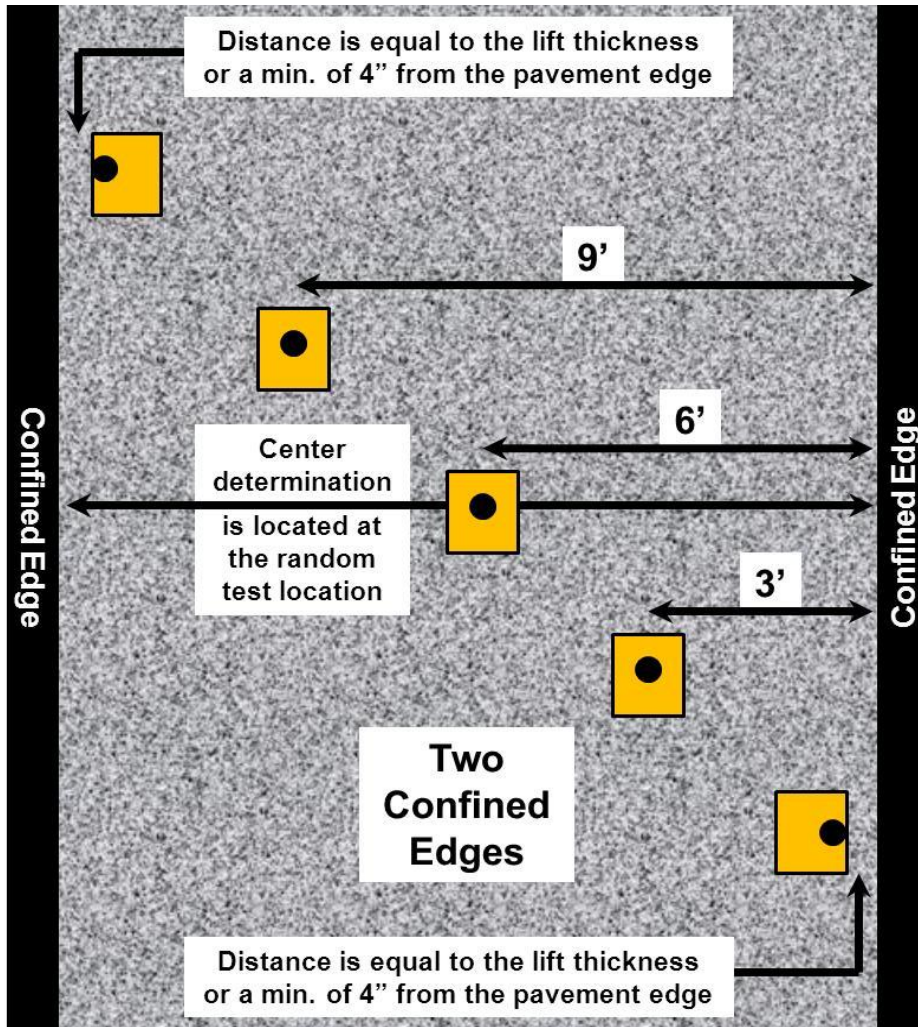 Distance is equal to the lift thickness
or a min. of 4” from the pavement edge
9’
6’
Confined Edge
Center
determination
is located at
the random
test location
Confined Edge
3’
Two
Confined
Edges
Distance is equal to the lift thickness
or a min. of 4” from the pavement edge